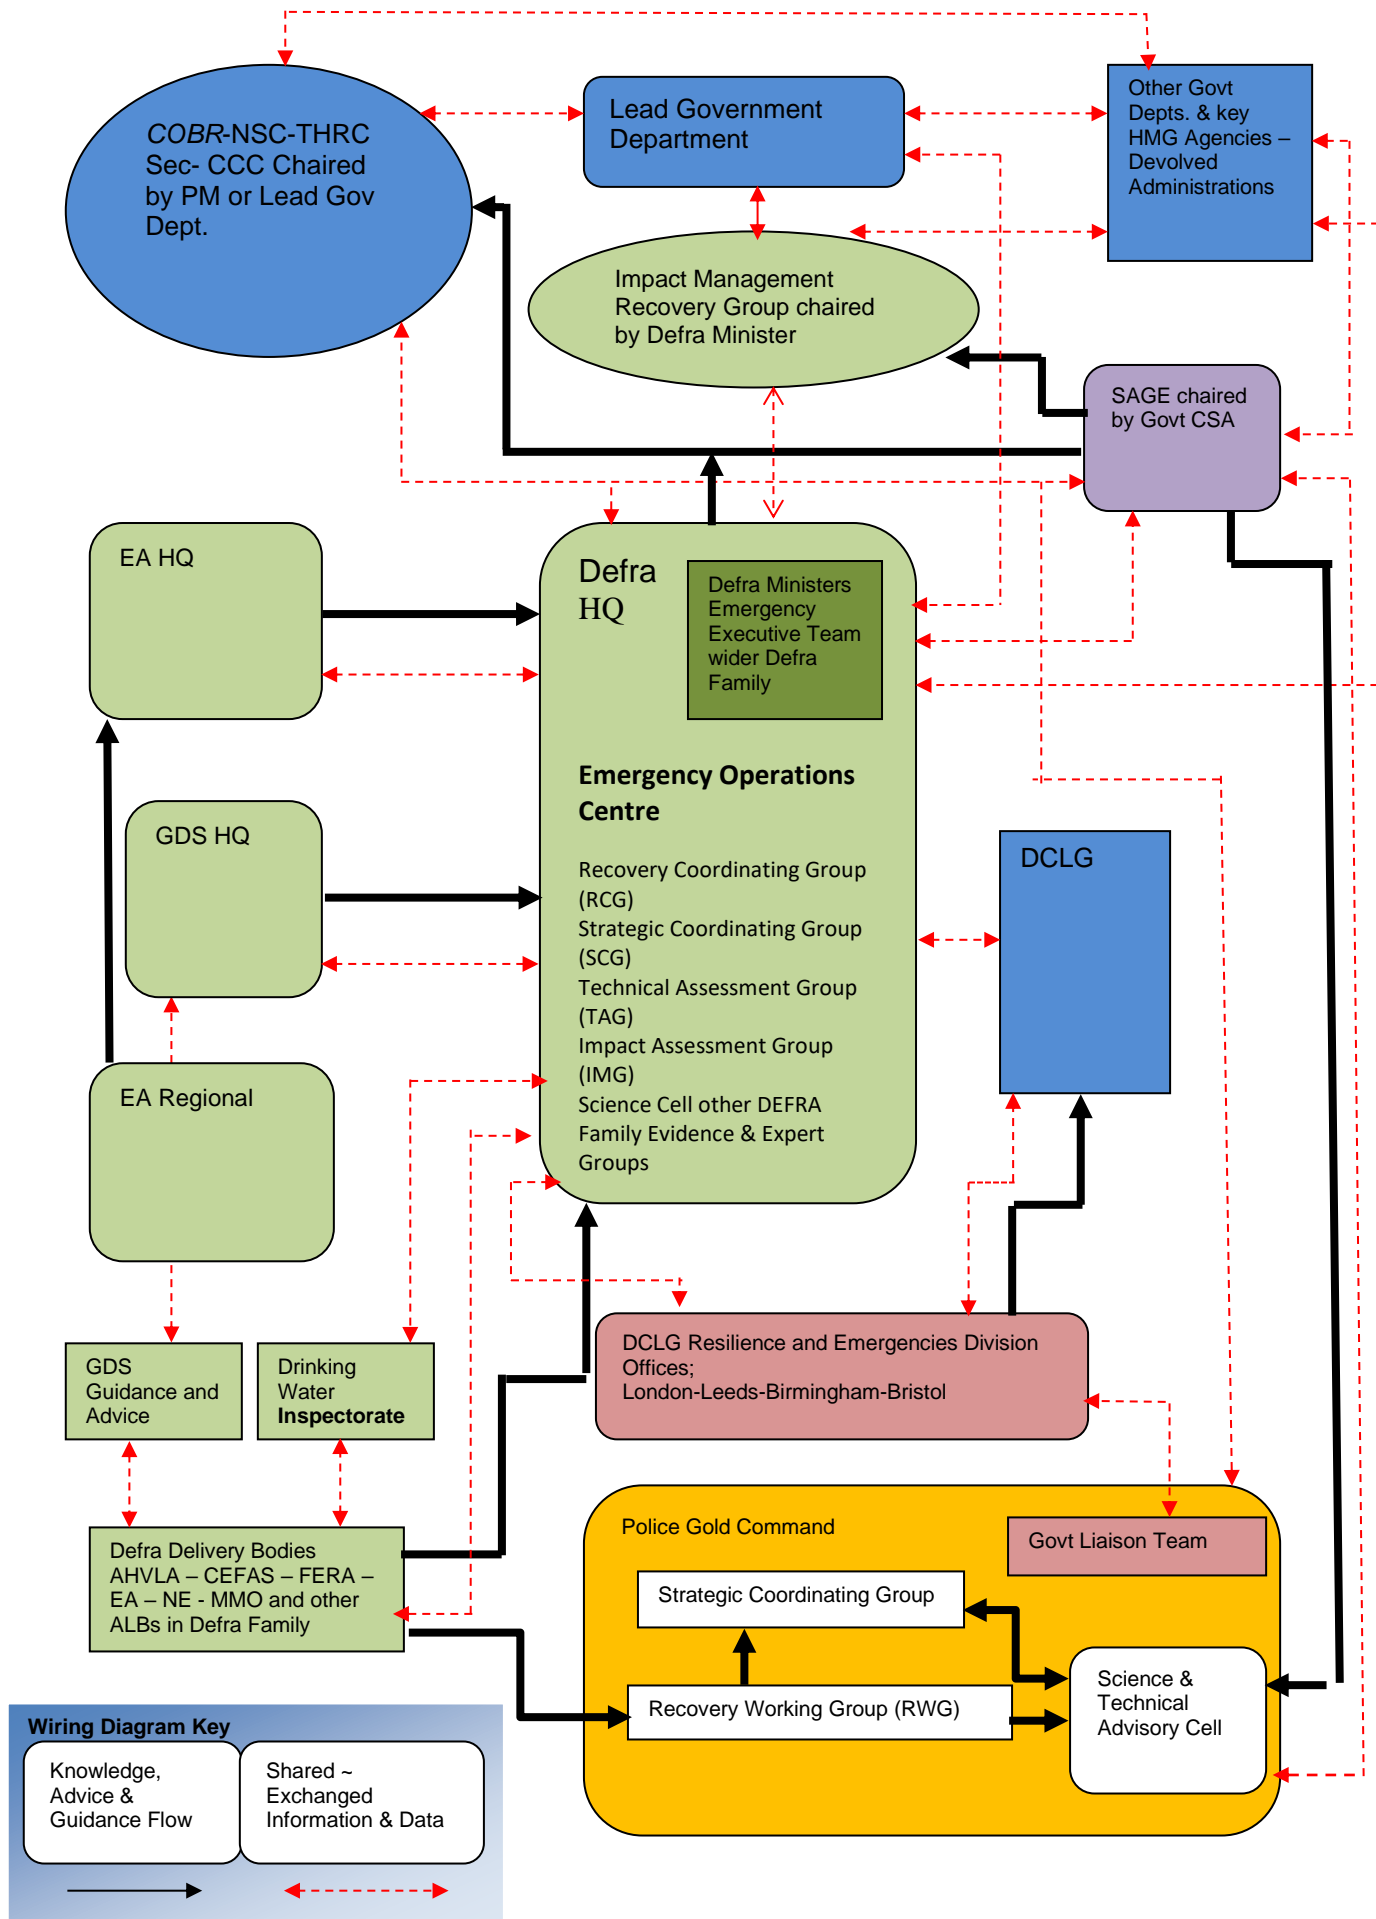 COBR-NSC-THRC
Sec- CCC Chaired
by PM or Lead Gov
Dept.
Lead Government
Department
Other Govt
Depts. & key
HMG Agencies –
Devolved
Administrations
Impact Management
Recovery Group chaired
by Defra Minister
SAGE chaired
by Govt CSA
EA HQ
Defra
HQ
Defra Ministers
Emergency
Executive Team
wider Defra
Family
Emergency Operations
Centre
GDS HQ
DCLG
Recovery Coordinating Group
(RCG)
Strategic Coordinating Group
(SCG)
Technical Assessment Group
(TAG)
Impact Assessment Group
(IMG)
Science Cell other DEFRA
Family Evidence & Expert
Groups
EA Regional
GDS
Guidance and
Advice
Drinking
Water
Inspectorate
DCLG Resilience and Emergencies Division
Offices;
London-Leeds-Birmingham-Bristol
Defra Delivery Bodies
AHVLA – CEFAS – FERA –
EA – NE - MMO and other
ALBs in Defra Family
Police Gold Command
Govt Liaison Team
Strategic Coordinating Group
Recovery Working Group (RWG)
Science &
Technical
Advisory Cell
Wiring Diagram Key
Knowledge,
Advice &
Guidance Flow
Shared ~
Exchanged
Information & Data